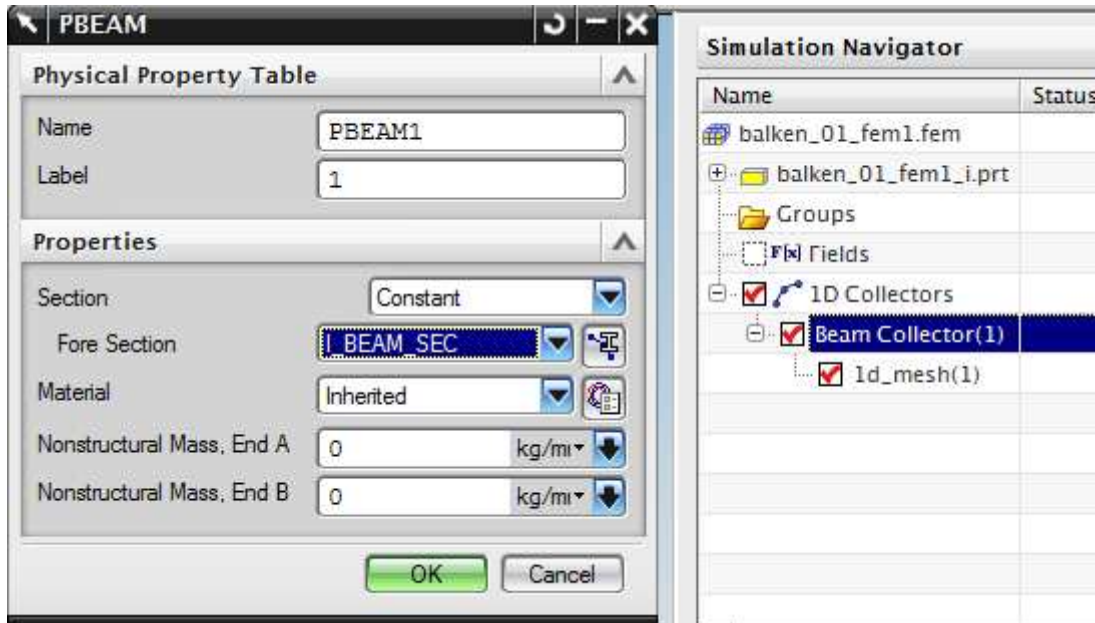 PBEAM
Physical Property Table
Name
PBEAM1
Label
1
Properties
Section
Constant
Fore Section
I_BEAM_SEC
Material
Inherited
Nonstructural Mass, End A
0
kg/mı
Nonstructural Mass, End B
0
kg/mı
OK
Cancel
Simulation Navigator
Name
Status
balken_01_fem1.fem
balken_01_fem1_i.prt
Groups
F(x) Fields
1D Collectors
Beam Collector(1)
1d_mesh(1)